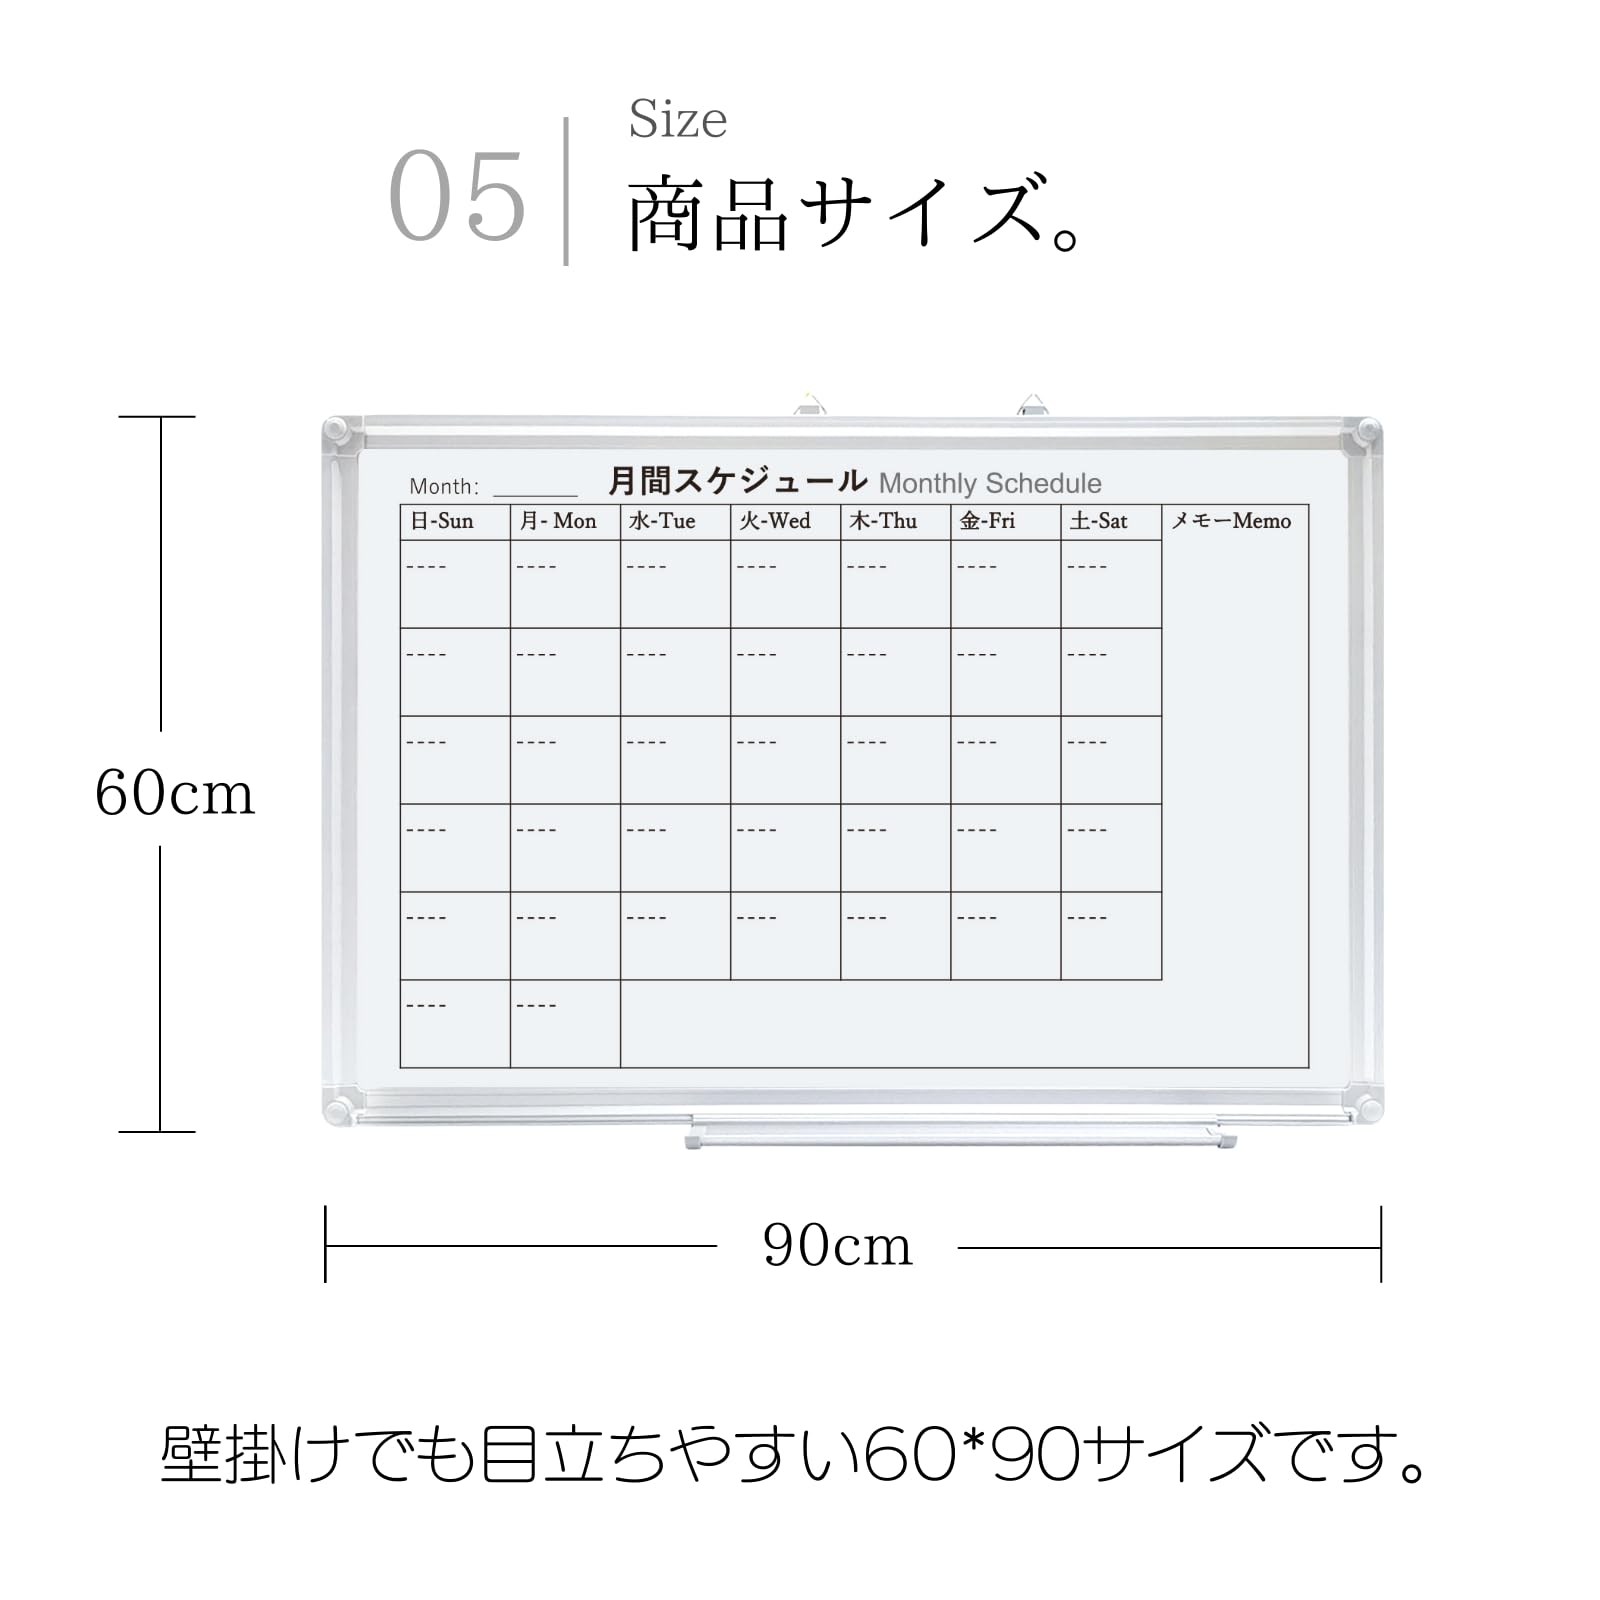 05
Size
商品サイズ。
Month: ______ 月間スケジュール Monthly Schedule
日-Sun 月- Mon 水-Tue 火-Wed 木-Thu 金-Fri 土-Sat メモーMemo
---- ---- ---- ---- ---- ---- ----
---- ---- ---- ---- ---- ---- ----
---- ---- ---- ---- ---- ---- ----
---- ---- ---- ---- ---- ---- ----
---- ---- ---- ---- ---- ---- ----
---- ----
60cm
90cm
壁掛けでも目立ちやすい60*90サイズです。